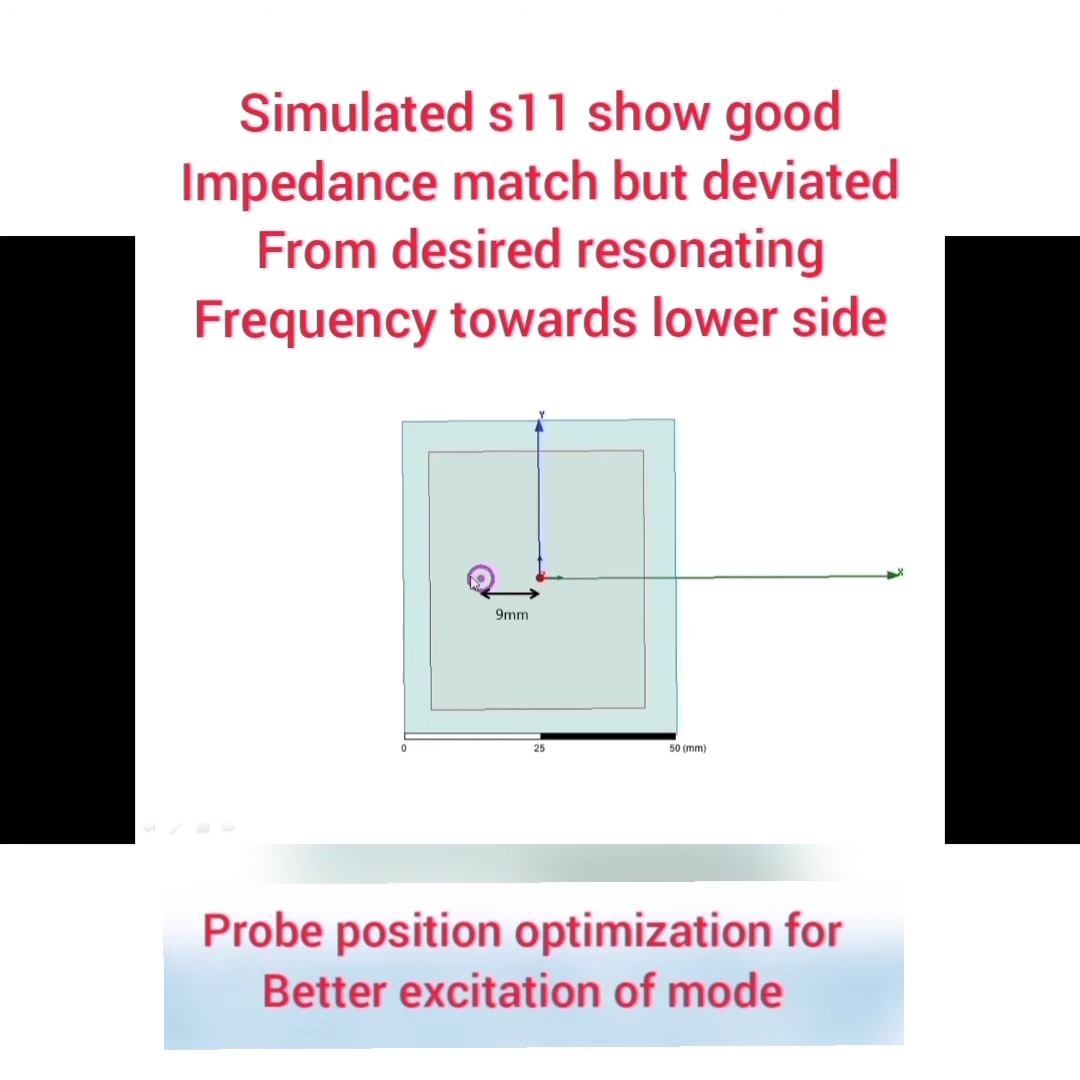 Simulated s11 show good
Impedance match but deviated
From desired resonating
Frequency towards lower side
Y
Z
X
9mm
0 25 50 (mm)
Probe position optimization for
Better excitation of mode